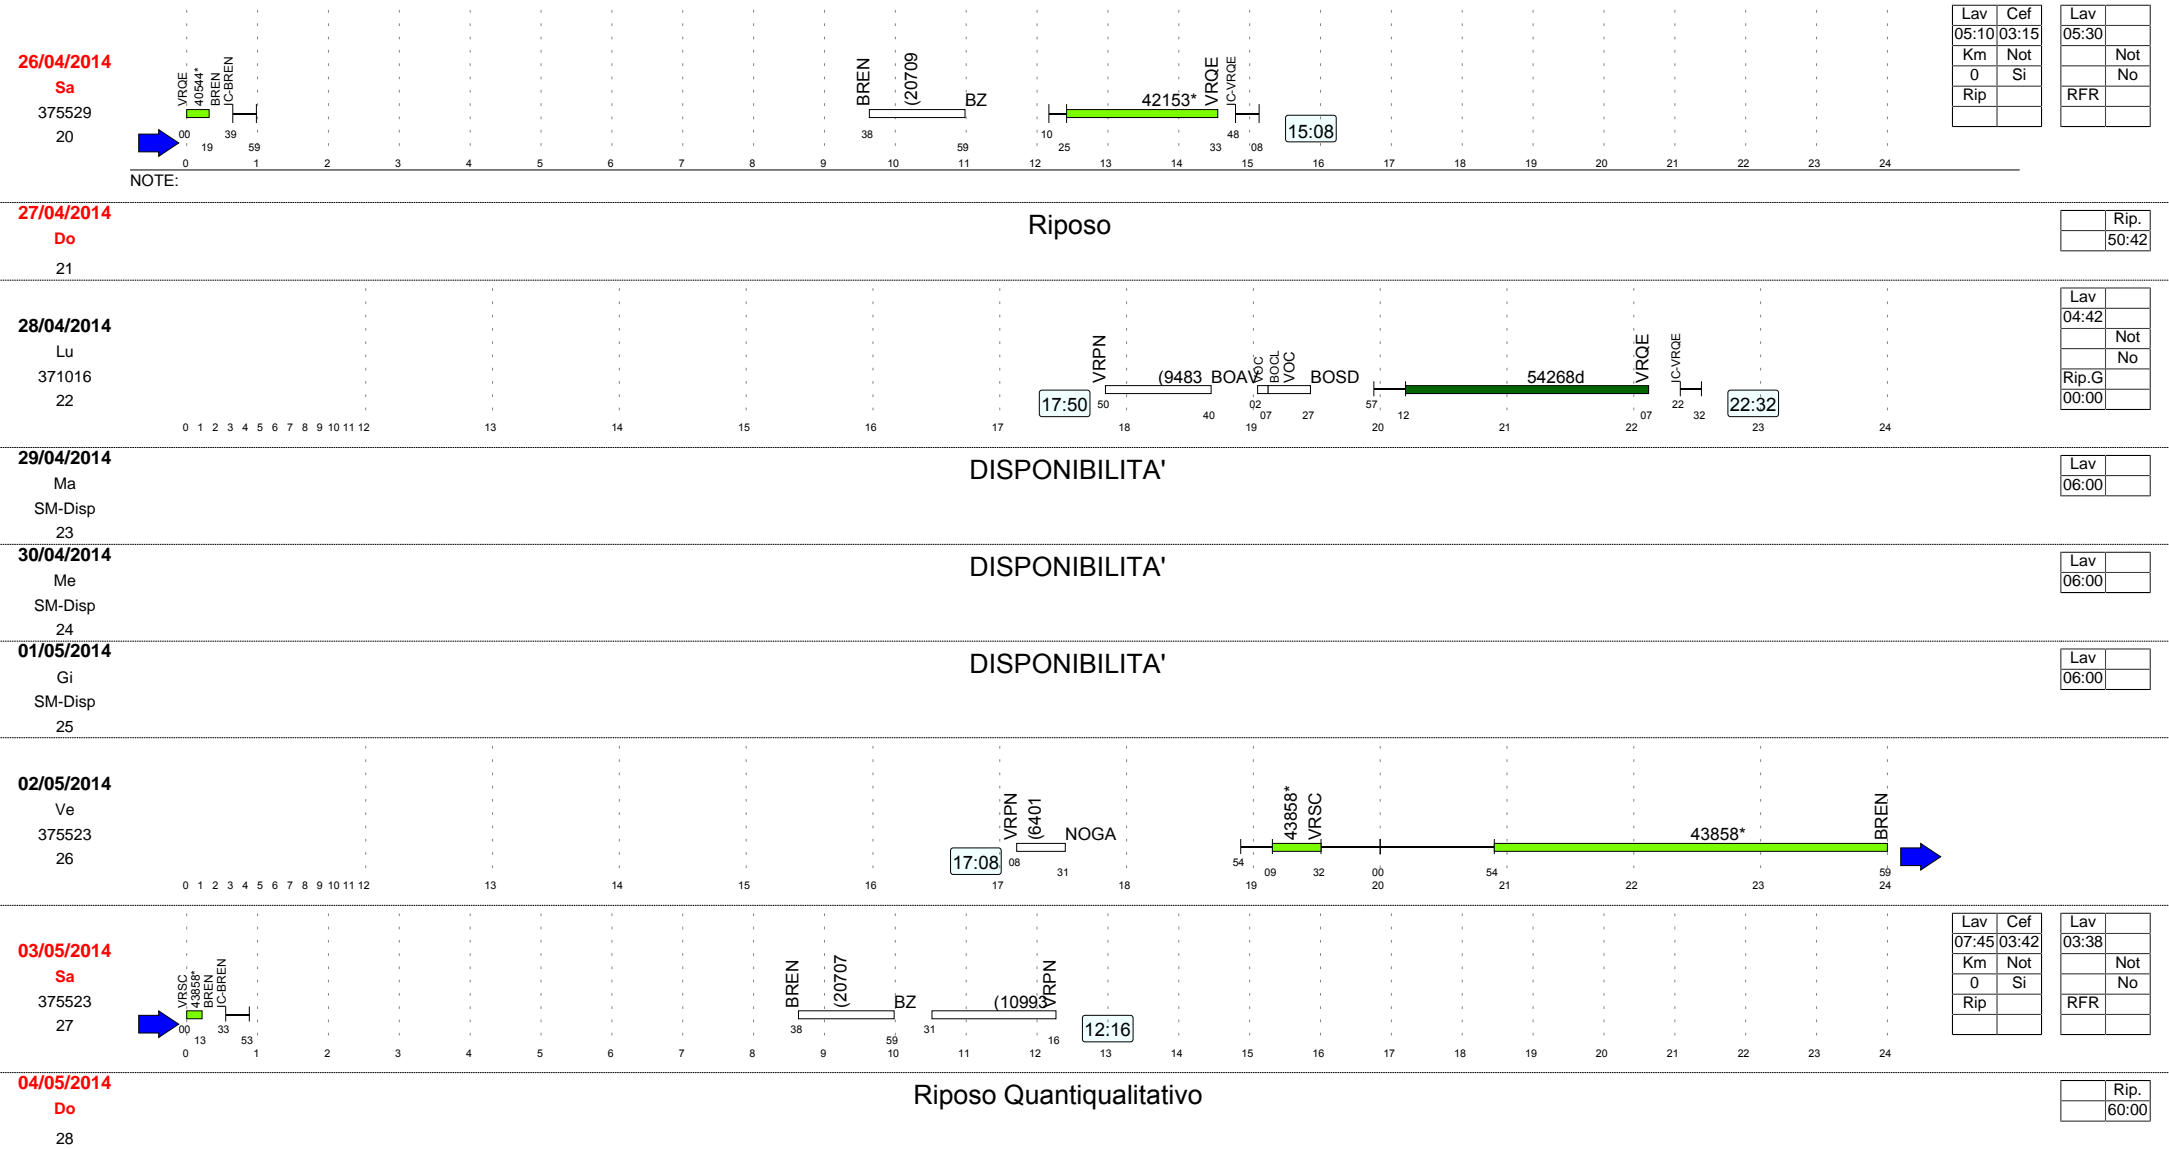 26/04/2014
Sa
375529
20
VRQE 40544* BREN IC-BREN BREN (20709 BZ 42153* VRQE IC-VRQE
00 19 39 59 38 59 10 25 33 48 08
15:08
0 1 2 3 4 5 6 7 8 9 10 11 12 13 14 15 16 17 18 19 20 21 22 23 24
NOTE:
Lav Cef Lav
05:10 03:15 05:30
Km Not Not
0 Si No
Rip RFR
27/04/2014
Do
21
Riposo
Rip.
50:42
28/04/2014
Lu
371016
22
VRPN (9483 BOAV VOC BOCL VOC BOSD 54268d VRQE IC-VRQE
17:50 50 40 02 07 27 57 12 07 22 32 22:32
0 1 2 3 4 5 6 7 8 9 10 11 12 13 14 15 16 17 18 19 20 21 22 23 24
Lav
04:42
Not
No
Rip.G
00:00
29/04/2014
Ma
SM-Disp
23
DISPONIBILITA'
Lav
06:00
30/04/2014
Me
SM-Disp
24
DISPONIBILITA'
Lav
06:00
01/05/2014
Gi
SM-Disp
25
DISPONIBILITA'
Lav
06:00
02/05/2014
Ve
375523
26
VRPN (6401 NOGA 43858* VRSC 43858* BREN
17:08 08 31 54 09 32 00 54 59
0 1 2 3 4 5 6 7 8 9 10 11 12 13 14 15 16 17 18 19 20 21 22 23 24
03/05/2014
Sa
375523
27
VRSC 43858* BREN IC-BREN BREN (20707 BZ (10993 VRPN
00 13 33 53 38 59 31 16 12:16
0 1 2 3 4 5 6 7 8 9 10 11 12 13 14 15 16 17 18 19 20 21 22 23 24
Lav Cef Lav
07:45 03:42 03:38
Km Not Not
0 Si No
Rip RFR
04/05/2014
Do
28
Riposo Quantiqualitativo
Rip.
60:00